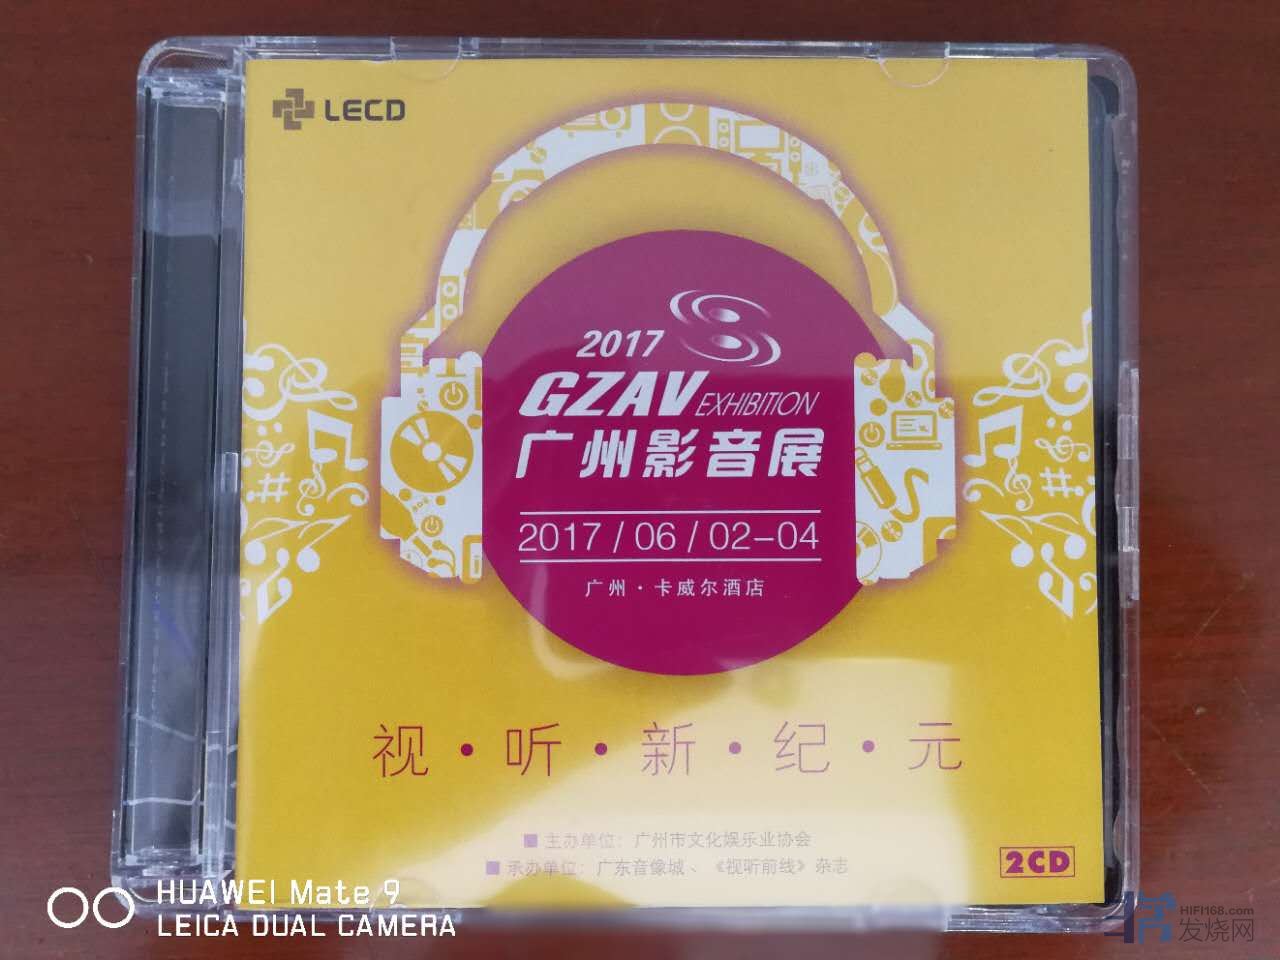 LECD
2017
GZAV EXHIBITION
广州影音展
2017 / 06 / 02-04
广州·卡威尔酒店
视·听·新·纪·元
主办单位：广州市文化娱乐业协会
承办单位：广东音像城、《视听前线》杂志
2CD
HUAWEI Mate 9
LEICA DUAL CAMERA
HIFI168.com
发烧网